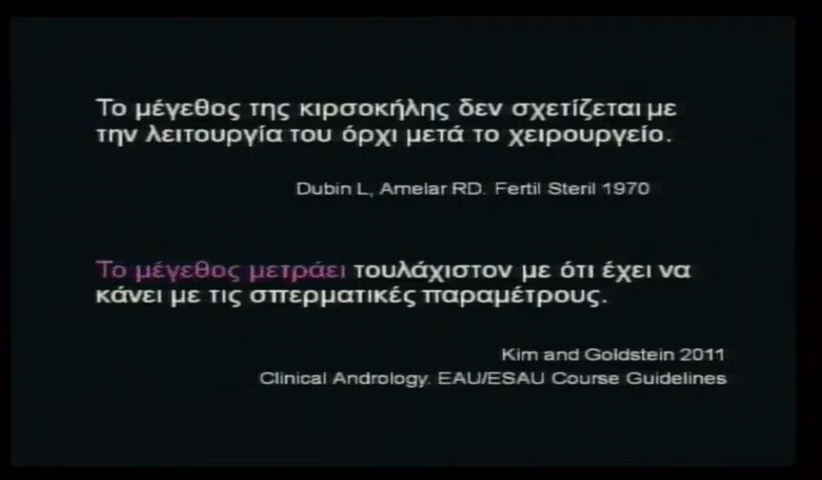 Το μέγεθος της κιρσοκήλης δεν σχετίζεται με
την λειτουργία του όρχι μετά το χειρουργείο.
Dubin L, Amelar RD. Fertil Steril 1970
Το μέγεθος μετράει τουλάχιστον με ότι έχει να
κάνει με τις σπερματικές παραμέτρους.
Kim and Goldstein 2011
Clinical Andrology. EAU/ESAU Course Guidelines